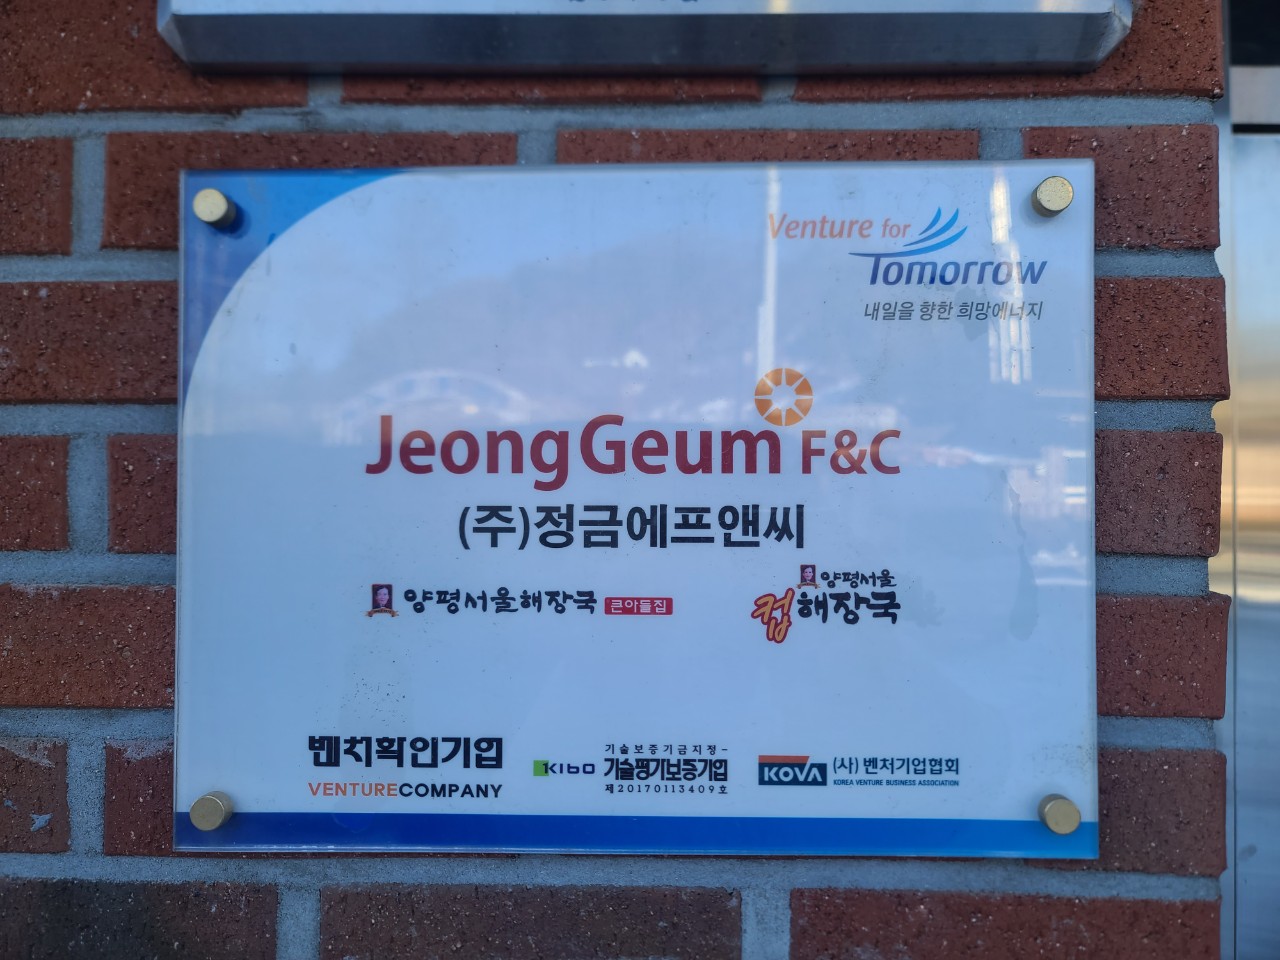 Venture for
Tomorrow
내일을 향한 희망에너지
JeongGeum F&C
(주)정금에프앤씨
양평서울해장국 큰아들집
양평서울
컵해장국
벤처확인기업
VENTURECOMPANY
KIBO
기술보증기금지정-
기술평가보증기업
제20170113409호
KOVA (사)벤처기업협회
KOREA VENTURE BUSINESS ASSOCIATION